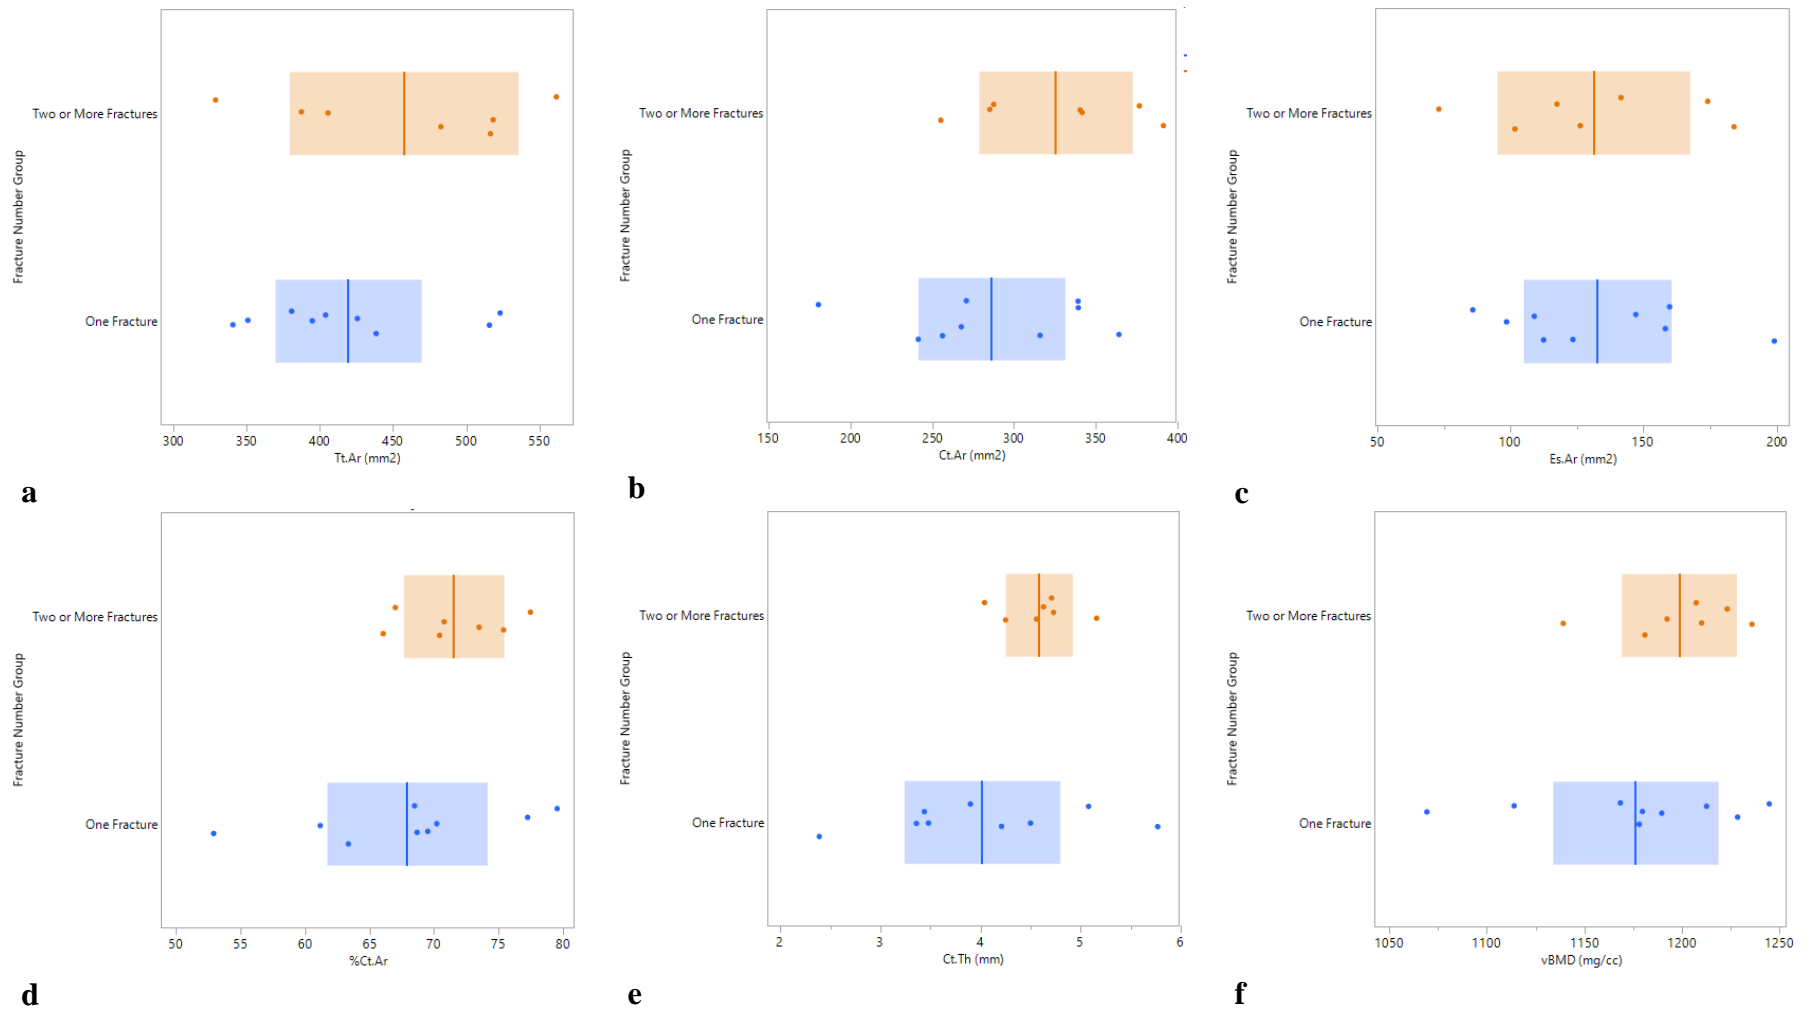 Fracture Number Group
Two or More Fractures
One Fracture
300 350 400 450 500 550
Tt.Ar (mm2)
a
Fracture Number Group
Two or More Fractures
One Fracture
150 200 250 300 350 400
Ct.Ar (mm2)
b
Fracture Number Group
Two or More Fractures
One Fracture
50 100 150 200
Es.Ar (mm2)
c
Fracture Number Group
Two or More Fractures
One Fracture
50 55 60 65 70 75 80
%Ct.Ar
d
Fracture Number Group
Two or More Fractures
One Fracture
2 3 4 5 6
Ct.Th (mm)
e
Fracture Number Group
Two or More Fractures
One Fracture
1050 1100 1150 1200 1250
vBMD (mg/cc)
f